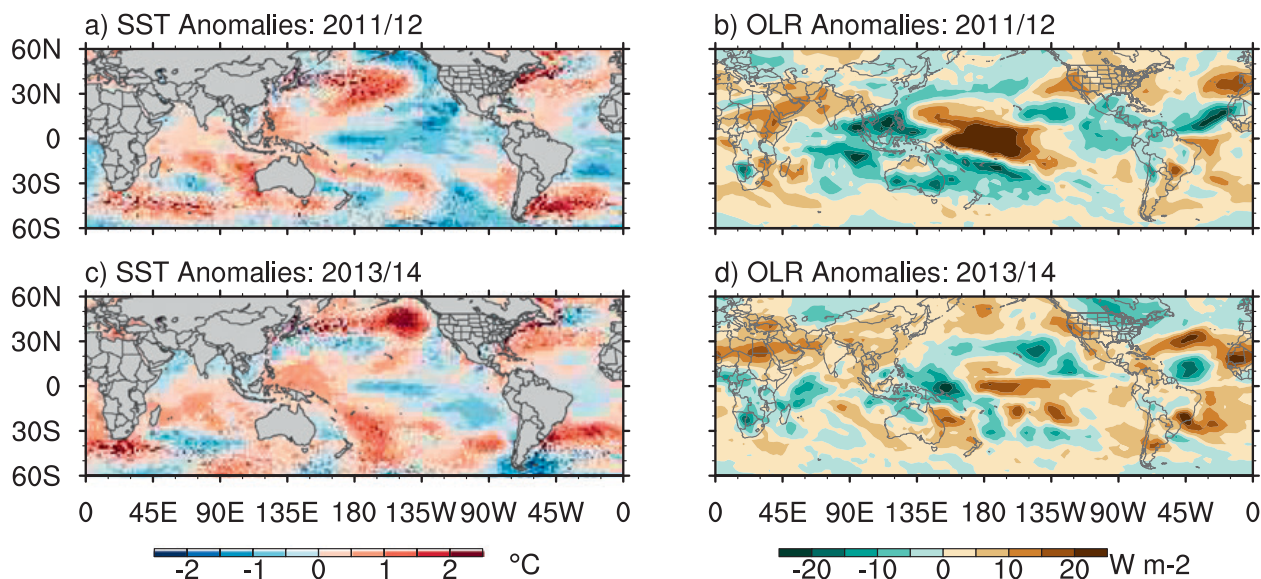 a) SST Anomalies: 2011/12
b) OLR Anomalies: 2011/12
60N
30N
0
30S
60S
c) SST Anomalies: 2013/14
d) OLR Anomalies: 2013/14
60N
30N
0
30S
60S
0 45E 90E 135E 180 135W 90W 45W 0
0 45E 90E 135E 180 135W 90W 45W 0
-2 -1 0 1 2 °C
-20 -10 0 10 20 W m-2